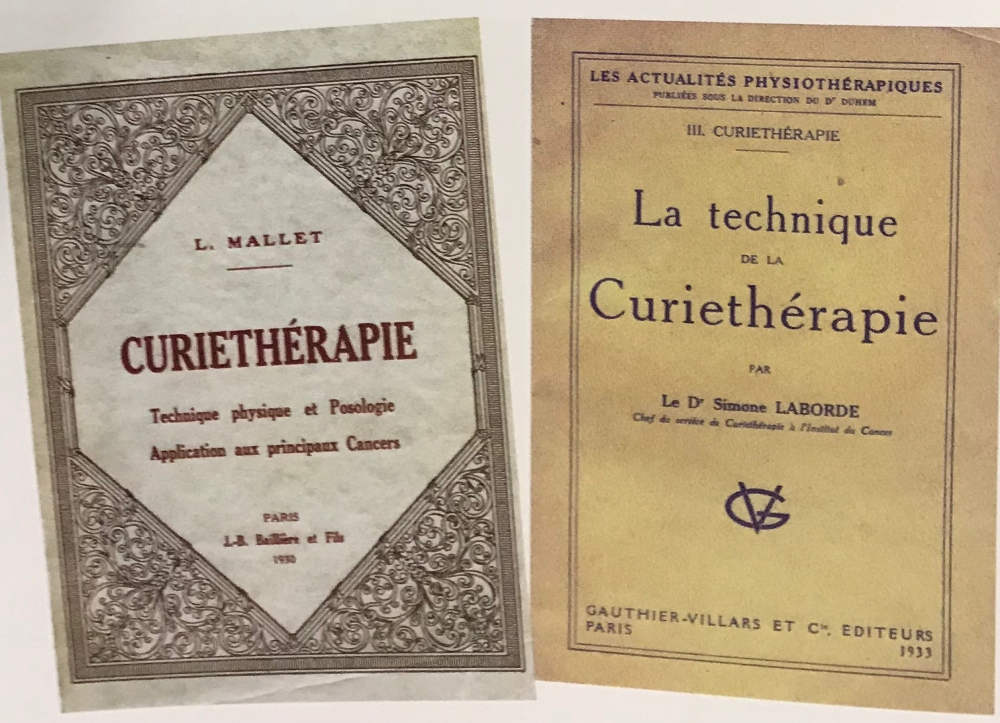 L. MALLET
CURIETHÉRAPIE
Technique physique et Posologie
Application aux principaux Cancers
PARIS
J.-B. Baillière et Fils
1930
LES ACTUALITÉS PHYSIOTHÉRAPIQUES
PUBLIÉES SOUS LA DIRECTION DU Dr DUHEM
III. CURIETHÉRAPIE
La technique
DE LA
Curiethérapie
PAR
Le Dr Simone LABORDE
Chef du service de Curiethérapie à l'Institut du Cancer
GV
GAUTHIER-VILLARS ET Cie, EDITEURS
PARIS
1933